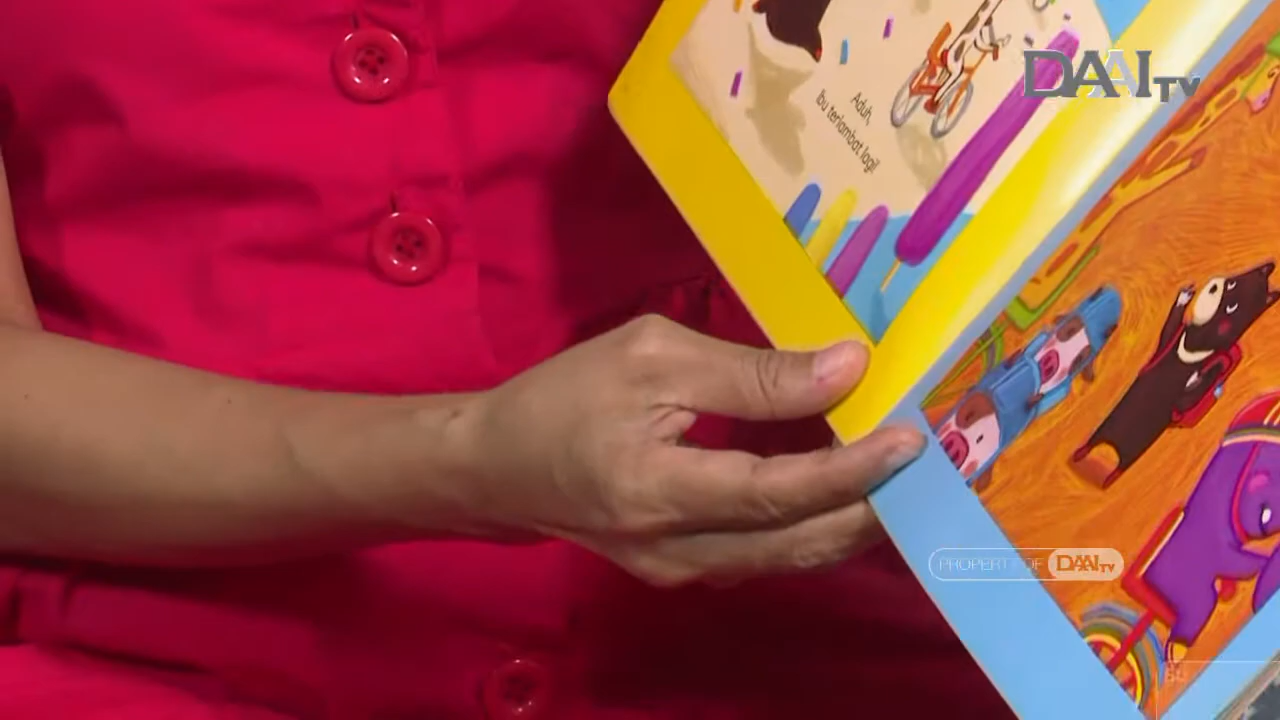 DAAI TV
Aduh,
Ibu terlambat lagi!
PROPERTY OF DAAI TV